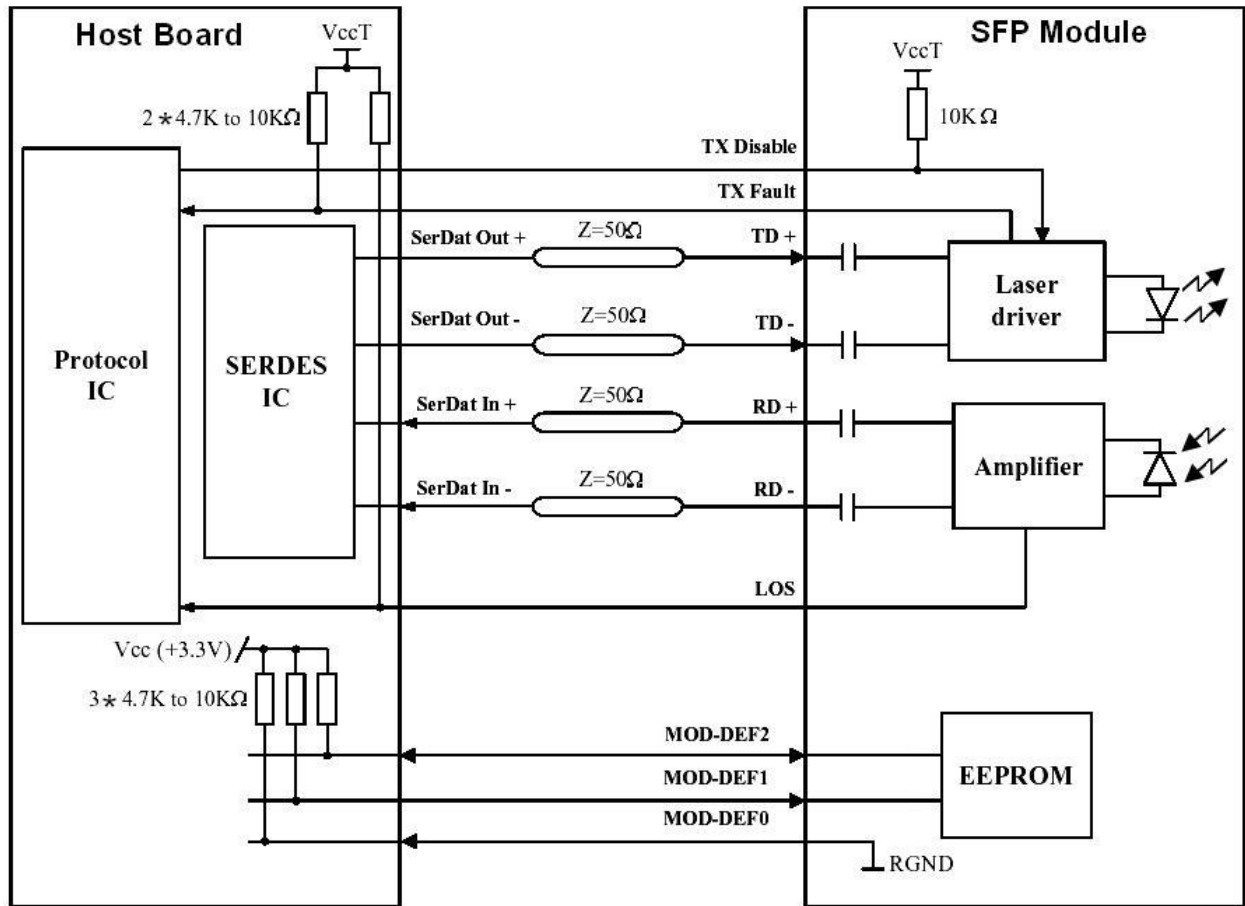 Host Board
SFP Module
VccT
VccT
2*4.7K to 10KΩ
10KΩ
TX Disable
TX Fault
SerDat Out +
Z=50Ω
TD +
SerDat Out -
Z=50Ω
TD -
Laser
driver
Protocol
IC
SERDES
IC
SerDat In +
Z=50Ω
RD +
SerDat In -
Z=50Ω
RD -
Amplifier
LOS
Vcc (+3.3V)
3*4.7K to 10KΩ
MOD-DEF2
MOD-DEF1
MOD-DEF0
EEPROM
RGND